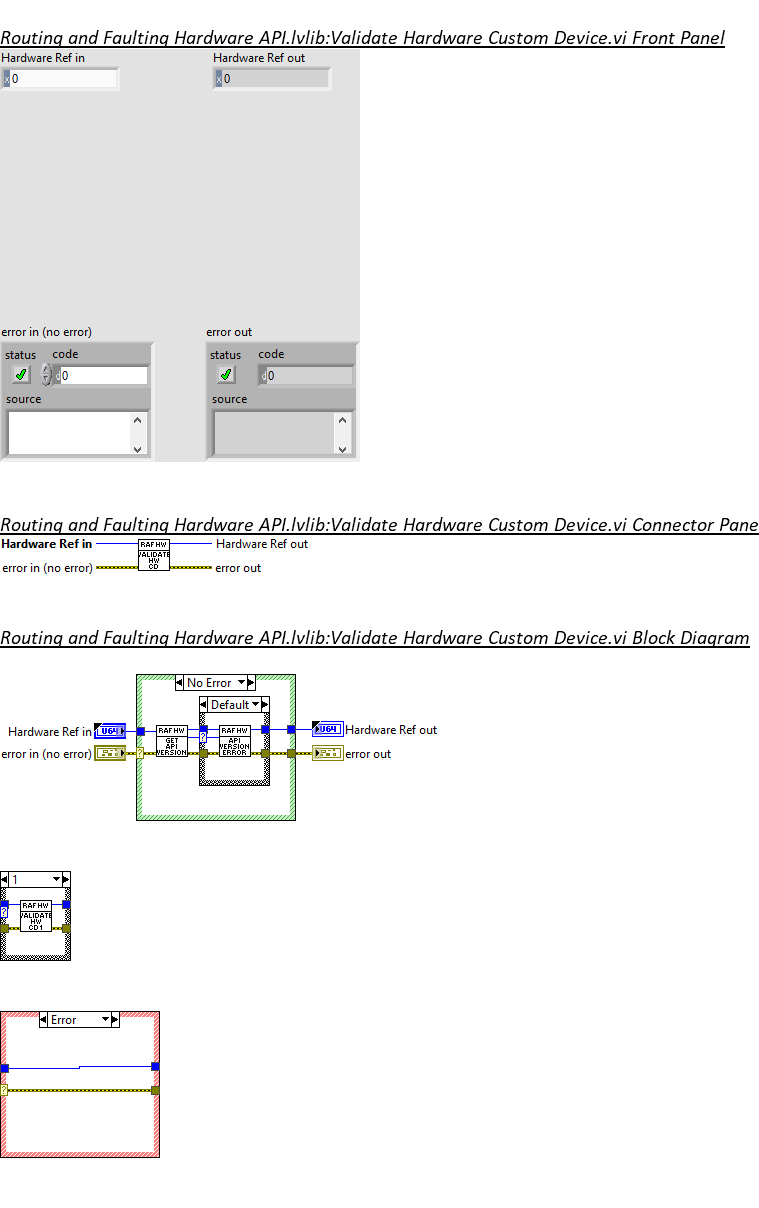 Routing and Faulting Hardware API.lvlib:Validate Hardware Custom Device.vi Front Panel
Hardware Ref in Hardware Ref out
x 0 x 0
error in (no error) error out
status code status code
d 0 d 0
source source
Routing and Faulting Hardware API.lvlib:Validate Hardware Custom Device.vi Connector Pane
Hardware Ref in Hardware Ref out
RAF HW
VALIDATE
HW
CD
error in (no error) error out
Routing and Faulting Hardware API.lvlib:Validate Hardware Custom Device.vi Block Diagram
No Error
Default
Hardware Ref in U64 RAF HW RAF HW U64 Hardware Ref out
? GET API
API VERSION
error in (no error) ? VERSION ERROR error out
1
RAF HW
? VALIDATE
HW
CD1
Error
?